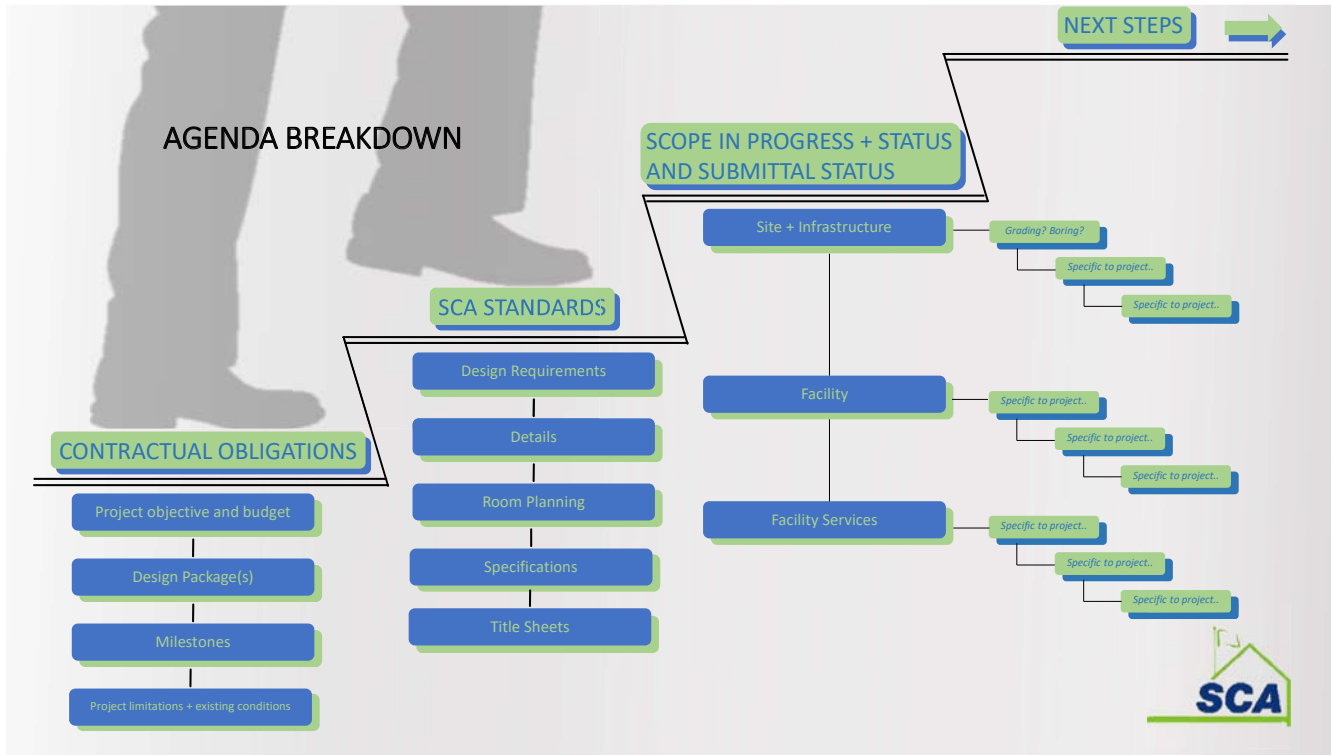 AGENDA BREAKDOWN
CONTRACTUAL OBLIGATIONS
Project objective and budget
Design Package(s)
Milestones
Project limitations + existing conditions
SCA STANDARDS
Design Requirements
Details
Room Planning
Specifications
Title Sheets
SCOPE IN PROGRESS + STATUS
AND SUBMITTAL STATUS
Site + Infrastructure
Grading? Boring?
Specific to project..
Specific to project..
Facility
Specific to project..
Specific to project..
Specific to project..
Facility Services
Specific to project..
Specific to project..
Specific to project..
NEXT STEPS
SCA